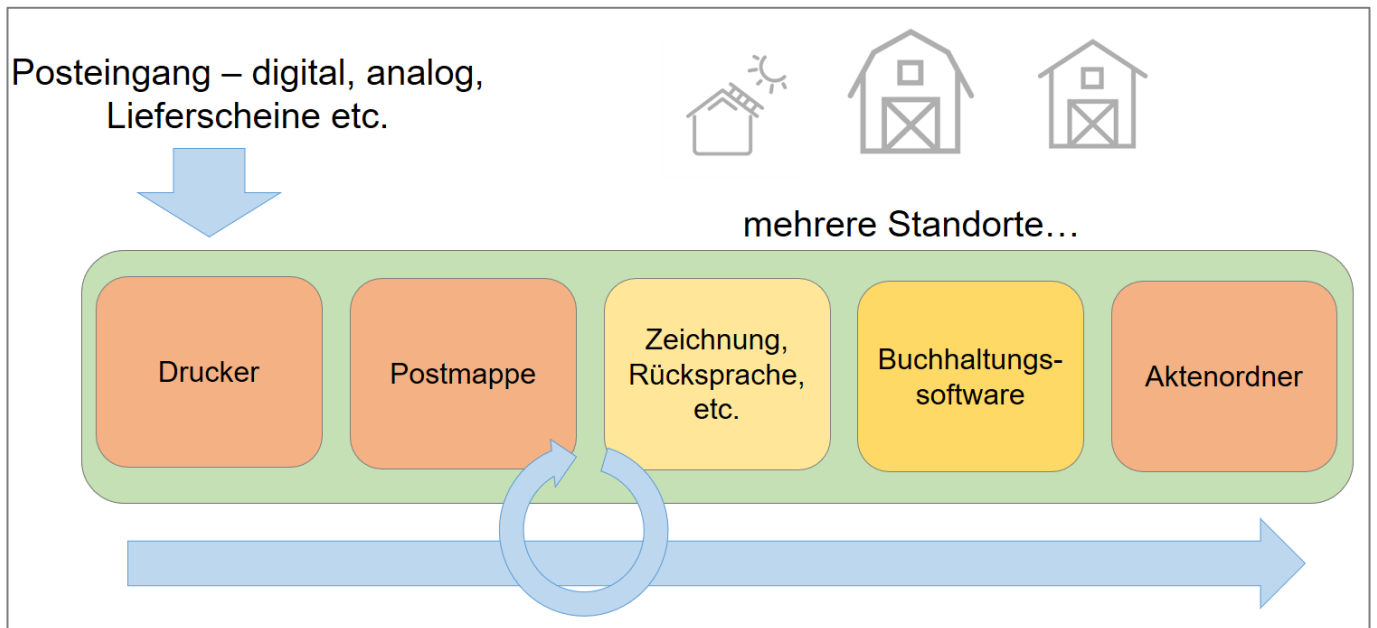 Posteingang – digital, analog,
Lieferscheine etc.
mehrere Standorte…
Drucker
Postmappe
Zeichnung,
Rücksprache,
etc.
Buchhaltungs-
software
Aktenordner